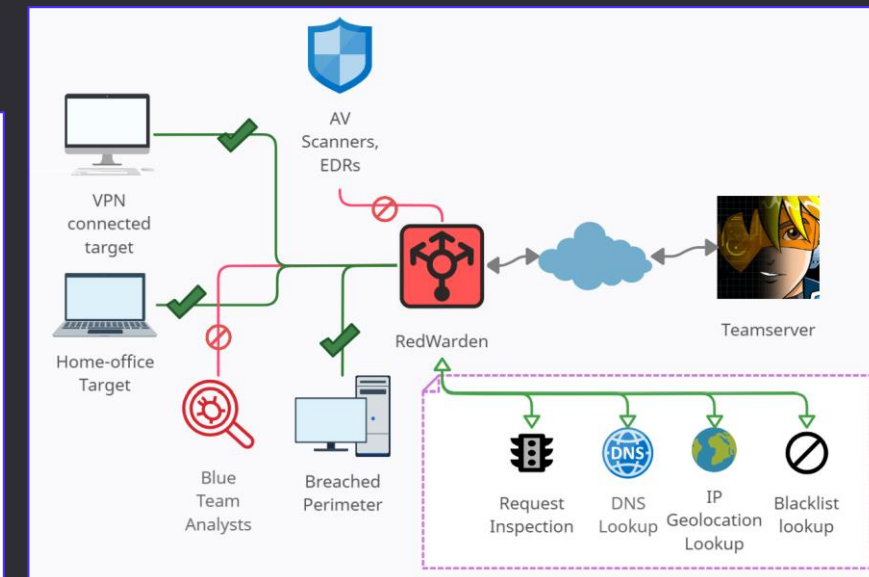 AV
Scanners,
EDRs
VPN
connected
target
Home-office
Target
RedWarden
Teamserver
Blue
Team
Analysts
Breached
Perimeter
Request
Inspection
DNS
DNS
Lookup
IP
Geolocation
Lookup
Blacklist
lookup